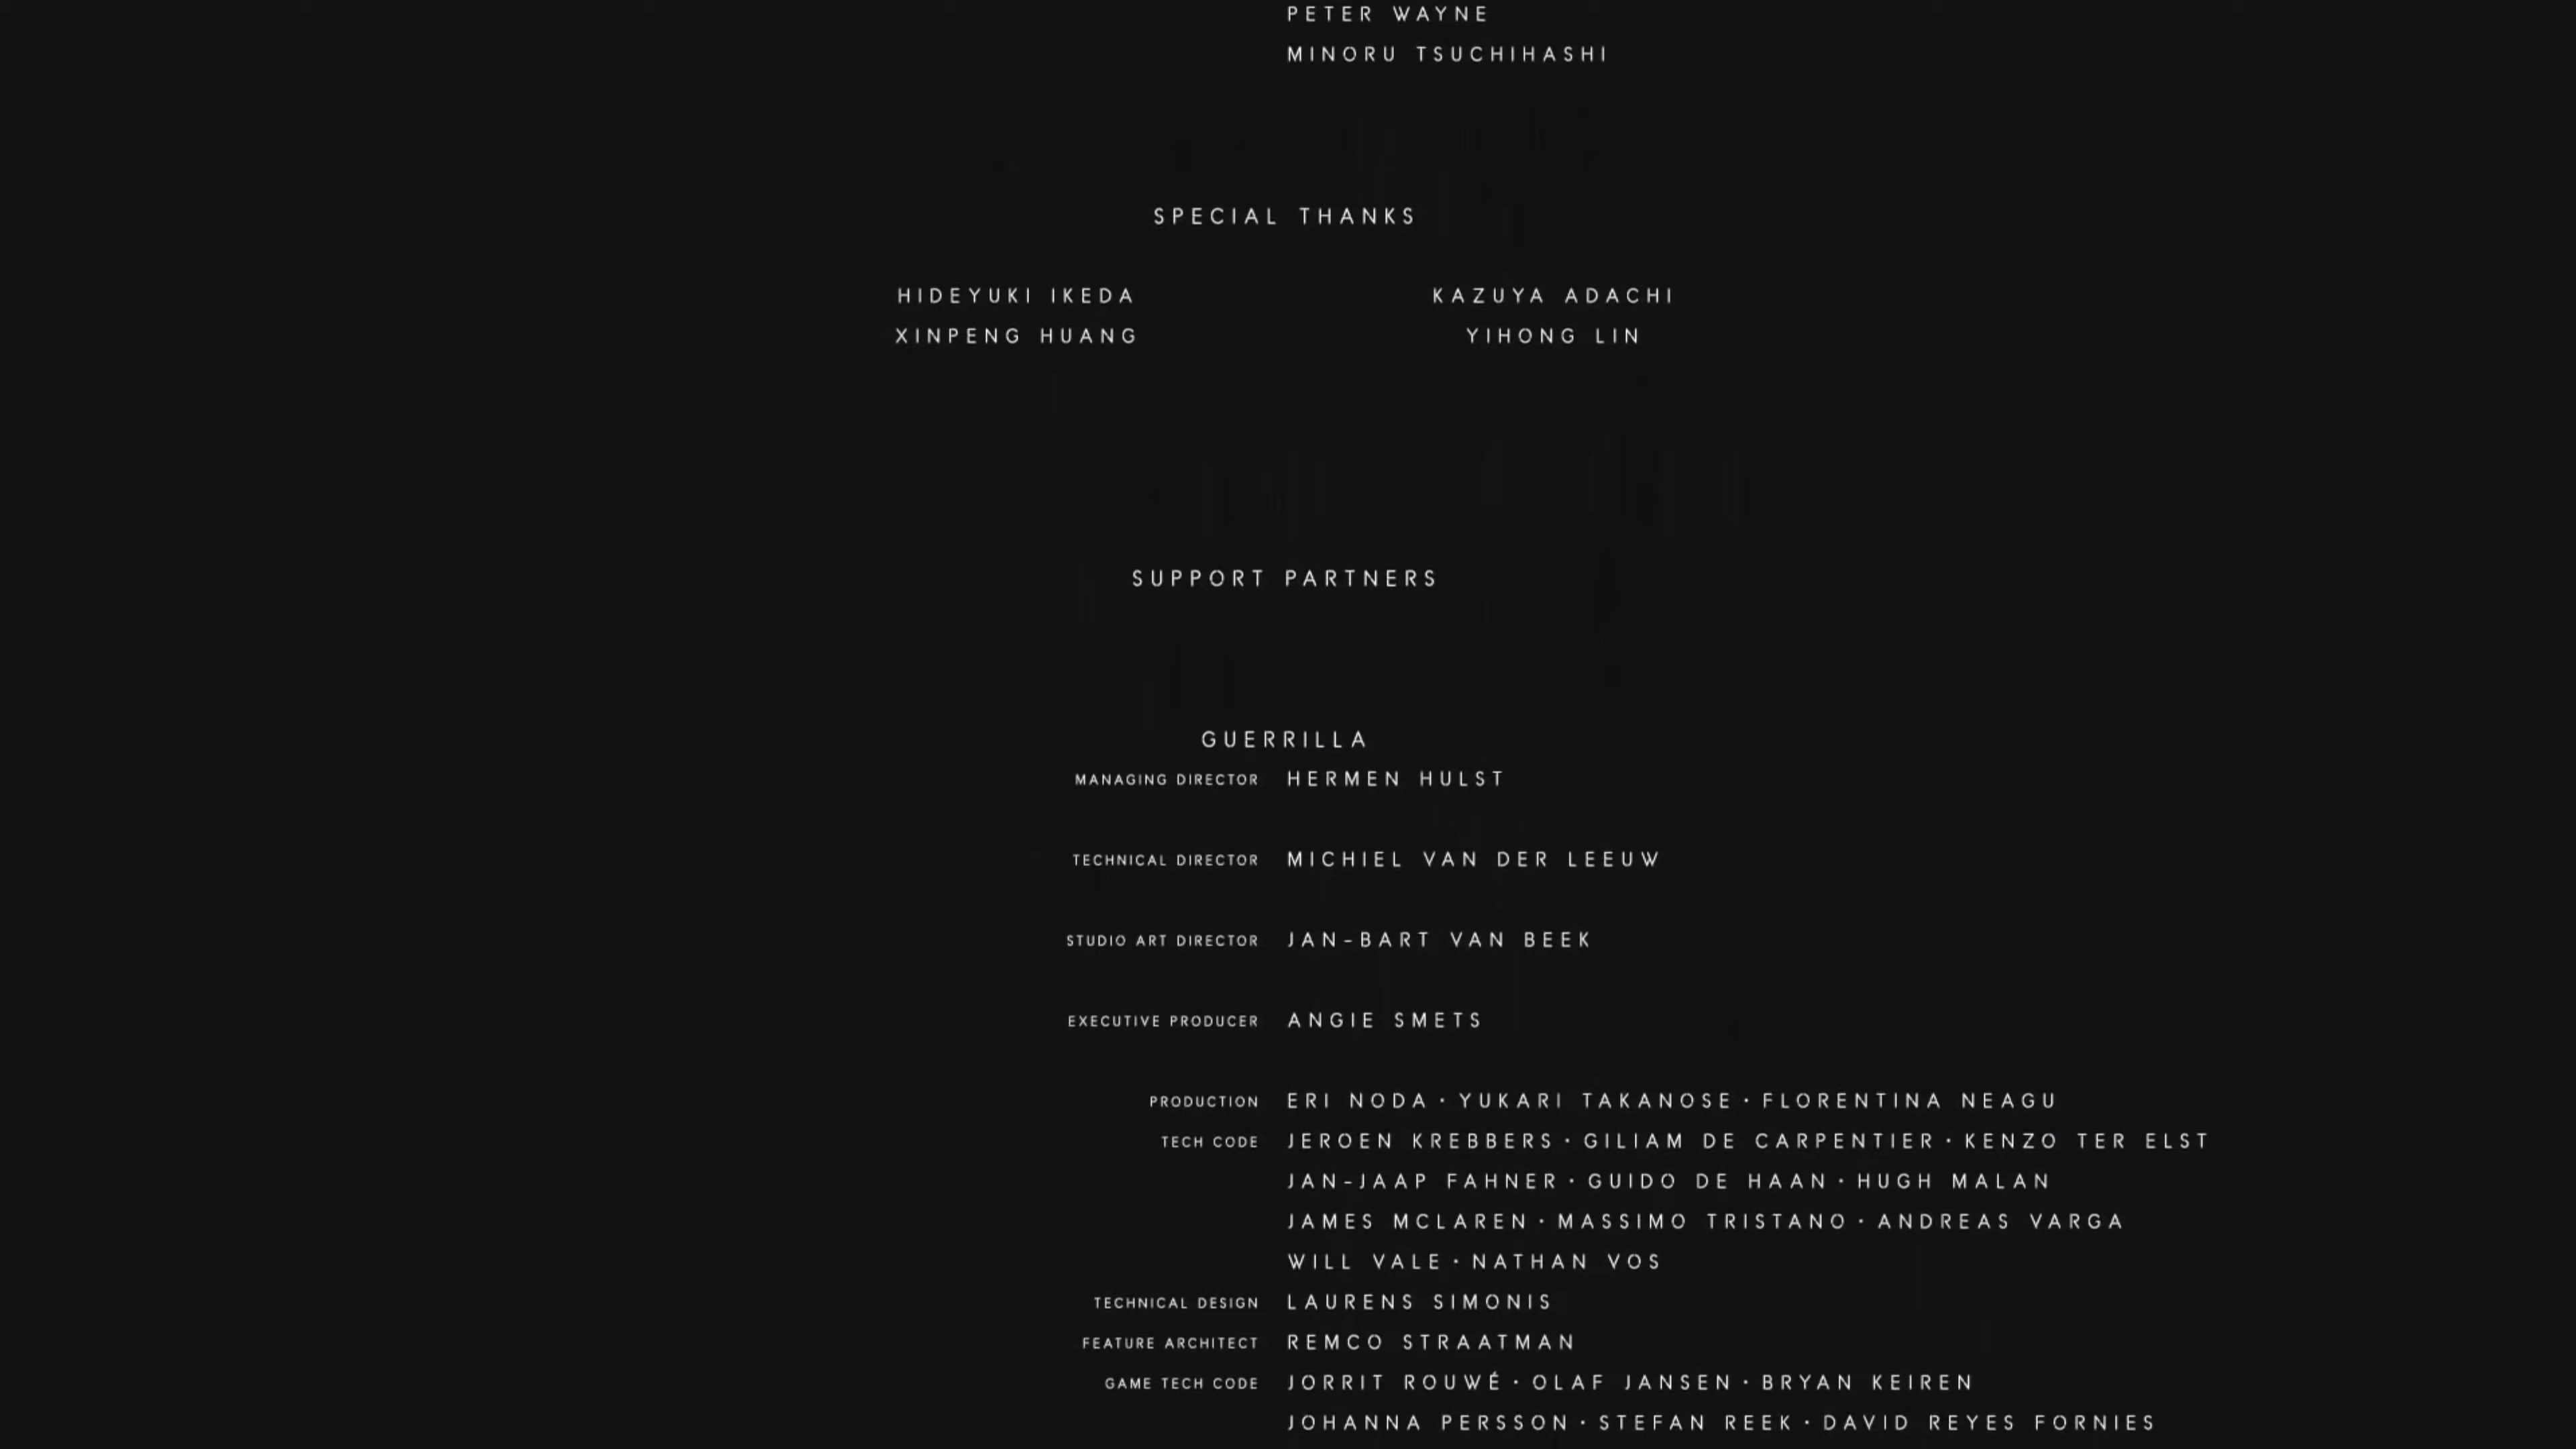 PETER WAYNE
MINORU TSUCHIHASHI
SPECIAL THANKS
HIDEYUKI IKEDA KAZUYA ADACHI
XINPENG HUANG YIHONG LIN
SUPPORT PARTNERS
GUERRILLA
MANAGING DIRECTOR HERMEN HULST
TECHNICAL DIRECTOR MICHIEL VAN DER LEEUW
STUDIO ART DIRECTOR JAN-BART VAN BEEK
EXECUTIVE PRODUCER ANGIE SMETS
PRODUCTION ERI NODA・YUKARI TAKANOSE・FLORENTINA NEAGU
TECH CODE JEROEN KREBBERS・GILIAM DE CARPENTIER・KENZO TER ELST
JAN-JAAP FAHNER・GUIDO DE HAAN・HUGH MALAN
JAMES MCLAREN・MASSIMO TRISTANO・ANDREAS VARGA
WILL VALE・NATHAN VOS
TECHNICAL DESIGN LAURENS SIMONIS
FEATURE ARCHITECT REMCO STRAATMAN
GAME TECH CODE JORRIT ROUWÉ・OLAF JANSEN・BRYAN KEIREN
JOHANNA PERSSON・STEFAN REEK・DAVID REYES FORNIES